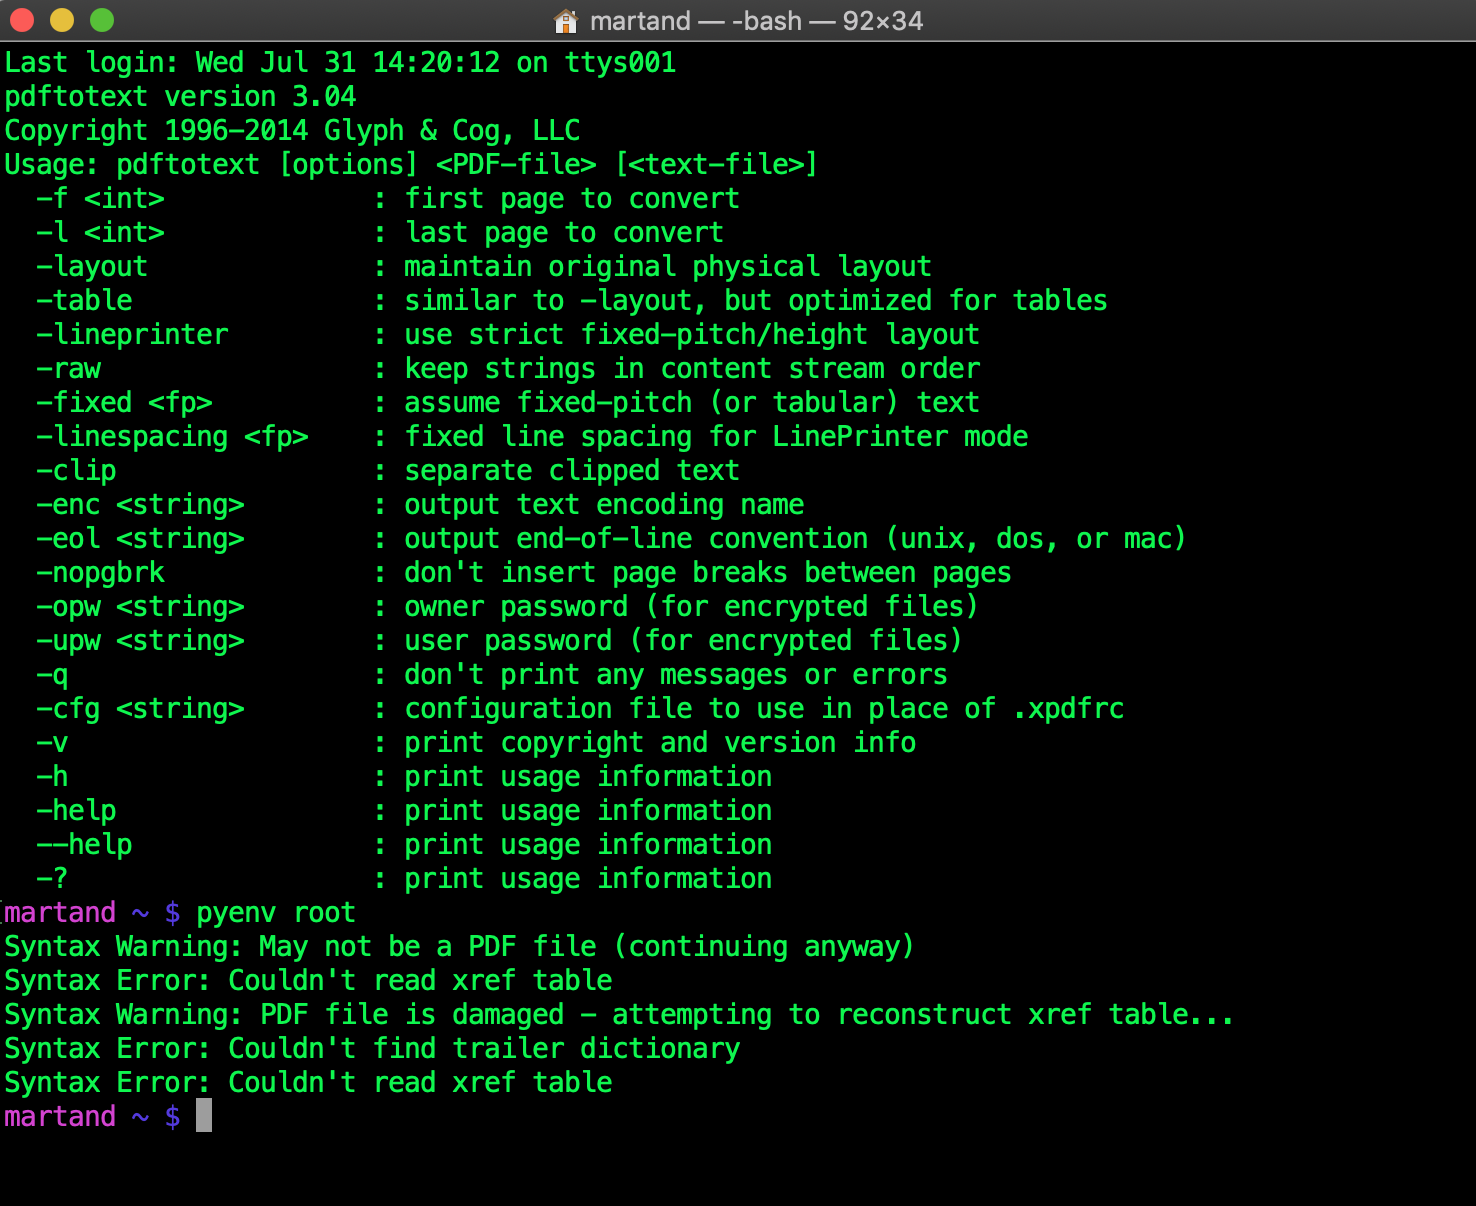 martand — -bash — 92×34
Last login: Wed Jul 31 14:20:12 on ttys001
pdftotext version 3.04
Copyright 1996-2014 Glyph & Cog, LLC
Usage: pdftotext [options] <PDF-file> [<text-file>]
  -f <int>             : first page to convert
  -l <int>             : last page to convert
  -layout              : maintain original physical layout
  -table               : similar to -layout, but optimized for tables
  -lineprinter         : use strict fixed-pitch/height layout
  -raw                 : keep strings in content stream order
  -fixed <fp>          : assume fixed-pitch (or tabular) text
  -linespacing <fp>    : fixed line spacing for LinePrinter mode
  -clip                : separate clipped text
  -enc <string>        : output text encoding name
  -eol <string>        : output end-of-line convention (unix, dos, or mac)
  -nopgbrk             : don't insert page breaks between pages
  -opw <string>        : owner password (for encrypted files)
  -upw <string>        : user password (for encrypted files)
  -q                   : don't print any messages or errors
  -cfg <string>        : configuration file to use in place of .xpdfrc
  -v                   : print copyright and version info
  -h                   : print usage information
  -help                : print usage information
  --help               : print usage information
  -?                   : print usage information
martand ~ $ pyenv root
Syntax Warning: May not be a PDF file (continuing anyway)
Syntax Error: Couldn't read xref table
Syntax Warning: PDF file is damaged - attempting to reconstruct xref table...
Syntax Error: Couldn't find trailer dictionary
Syntax Error: Couldn't read xref table
martand ~ $